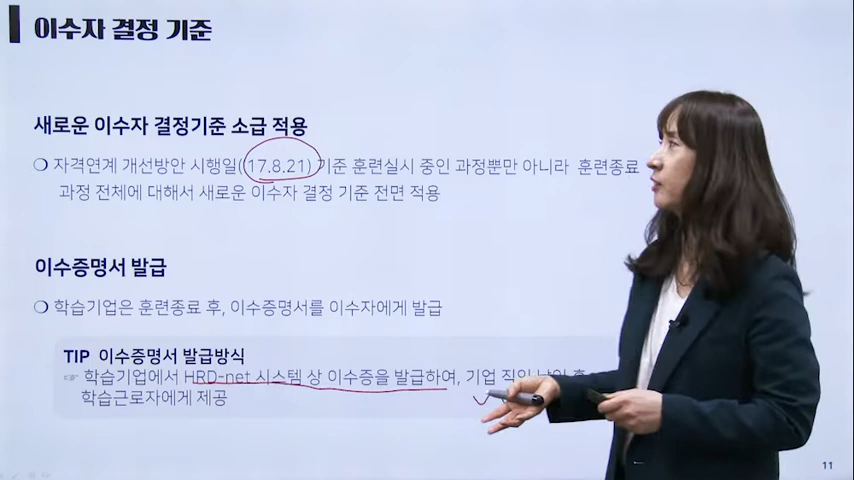 이수자 결정 기준
새로운 이수자 결정기준 소급 적용
❍ 자격연계 개선방안 시행일('17.8.21) 기준 훈련실시 중인 과정뿐만 아니라 훈련종료
과정 전체에 대해서 새로운 이수자 결정 기준 전면 적용
이수증명서 발급
❍ 학습기업은 훈련종료 후, 이수증명서를 이수자에게 발급
TIP 이수증명서 발급방식
☞ 학습기업에서 HRD-net 시스템 상 이수증을 발급하여, 기업 직인
학습근로자에게 제공
11